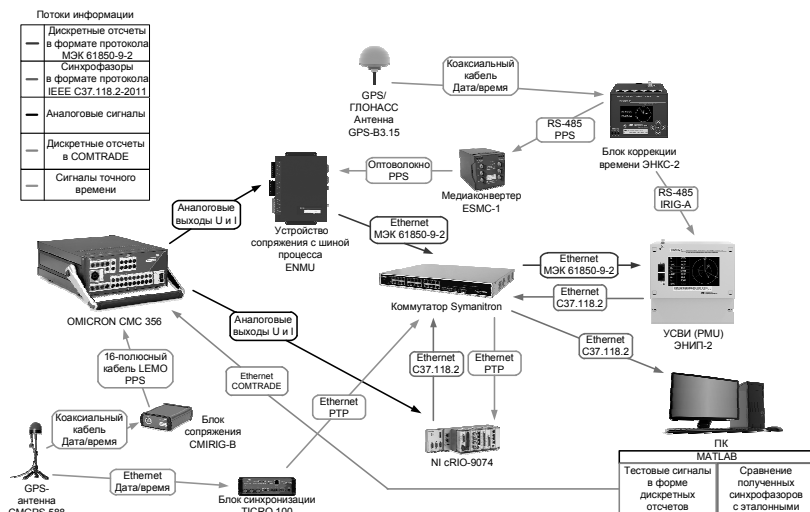 Потоки информации
Дискретные отсчеты
в формате протокола
МЭК 61850-9-2
Синхрофазоры
в формате протокола
IEEE C37.118.2-2011
Аналоговые сигналы
Дискретные отсчеты
в COMTRADE
Сигналы точного
времени
GPS/
ГЛОНАСС
Антенна
GPS-B3.15
Коаксиальный
кабель
Дата/время
Блок коррекции
времени ЭНКС-2
RS-485
PPS
Медиаконвертер
ESMC-1
Оптоволокно
PPS
RS-485
IRIG-A
Устройство
сопряжения с шиной
процесса
ENMU
Аналоговые
выходы U и I
Ethernet
МЭК 61850-9-2
OMICRON CMC 356
Коммутатор Symanitron
Ethernet
МЭК 61850-9-2
Ethernet
C37.118.2
УСВИ (PMU)
ЭНИП-2
Аналоговые
выходы U и I
16-полюсный
кабель LEMO
PPS
Ethernet
COMTRADE
Ethernet
PTP
Ethernet
C37.118.2
Ethernet
PTP
Ethernet
C37.118.2
Коаксиальный
кабель
Дата/время
Блок
сопряжения
CMIRIG-B
NI cRIO-9074
ПК
GPS-
антенна
CMGPS 588
Ethernet
Дата/время
Блок синхронизации
TICRO 100
MATLAB
Тестовые сигналы
в форме
дискретных
отсчетов
Сравнение
полученных
синхрофазоров
с эталонными